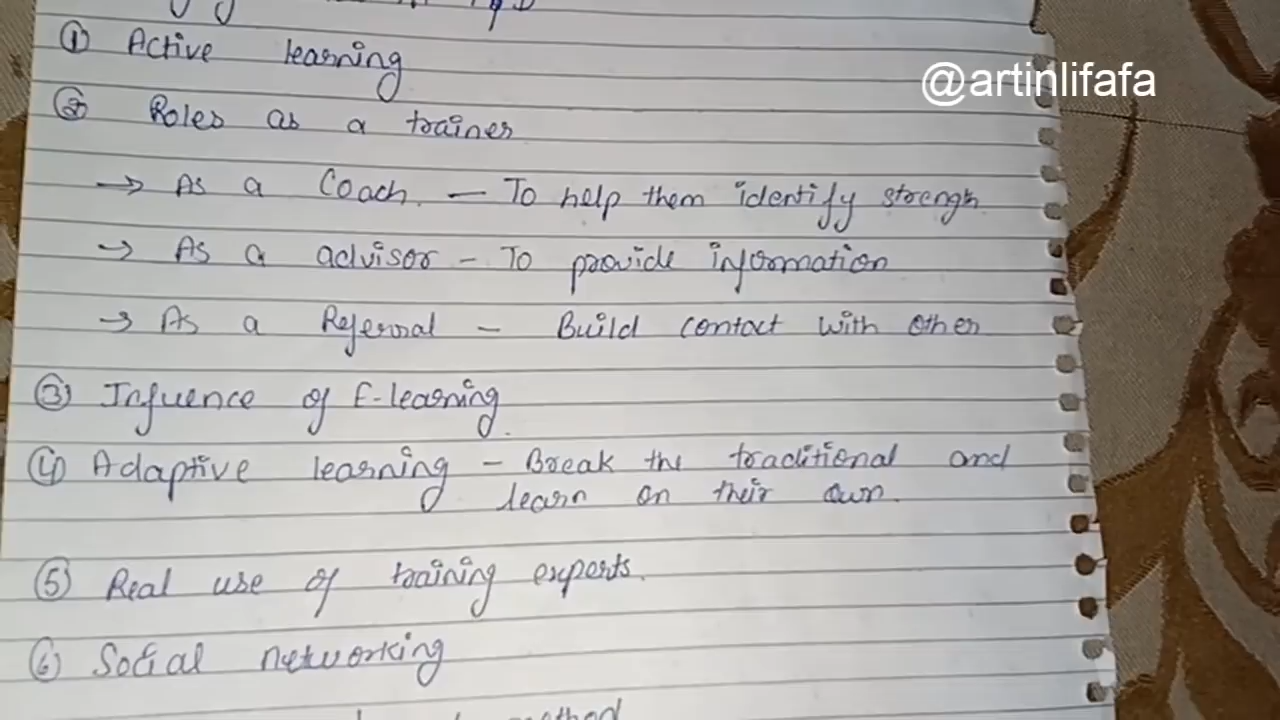 ① Active learning
@artinlifafa
② Roles as a trainer
→ As a Coach. — To help them identify strengh
→ As a advisor - To provide information
→ As a Referral - Build contact with other
③ Infuence of E-learning.
④ Adaptive learning - Break the traditional and
learn on their own.
⑤ Real use of training experts.
⑥ Social networking
method